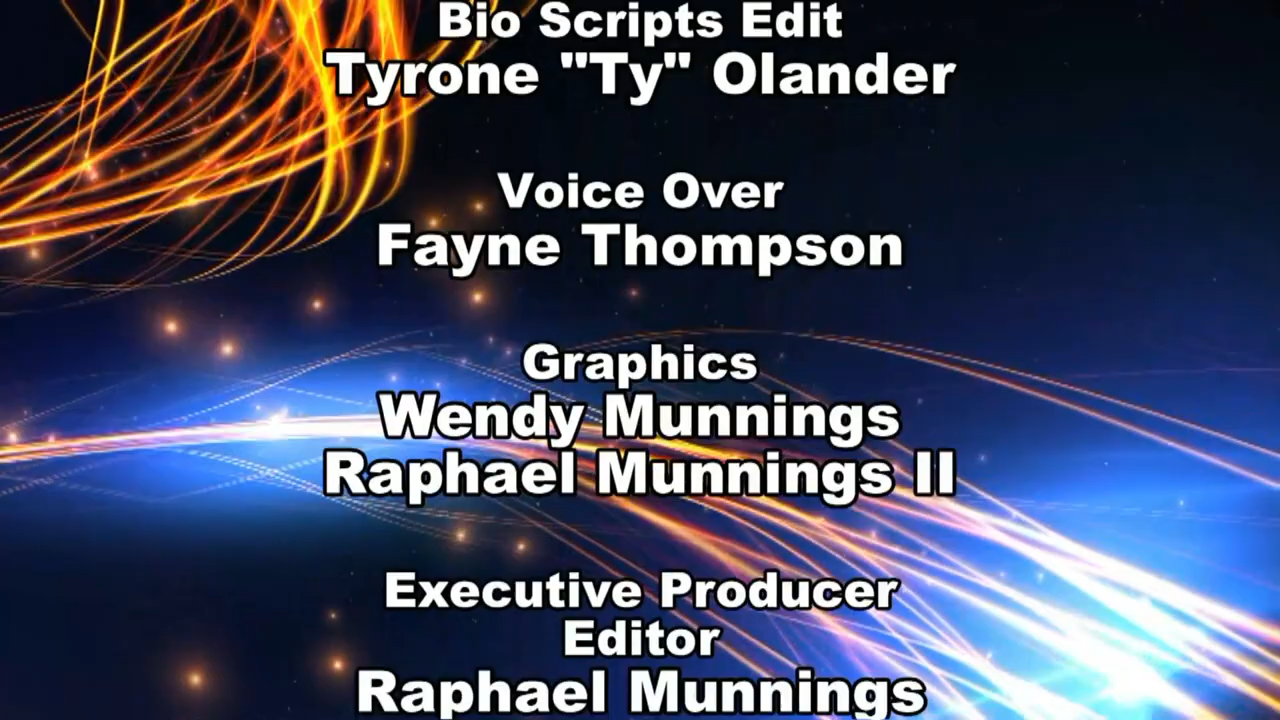 Bio Scripts Edit
Tyrone "Ty" Olander
Voice Over
Fayne Thompson
Graphics
Wendy Munnings
Raphael Munnings II
Executive Producer
Editor
Raphael Munnings